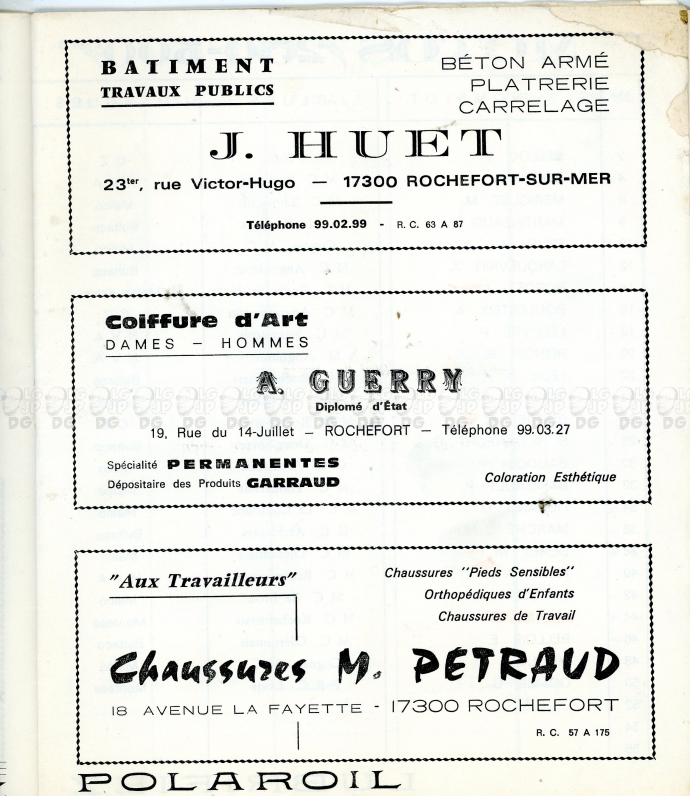 BATIMENT
TRAVAUX PUBLICS
BÉTON ARMÉ
PLATRERIE
CARRELAGE
J. HUET
23ter, rue Victor-Hugo — 17300 ROCHEFORT-SUR-MER
Téléphone 99.02.99 - R. C. 63 A 87
Coiffure d'Art
DAMES - HOMMES
A. GUERRY
Diplomé d'État
19, Rue du 14-Juillet — ROCHEFORT — Téléphone 99.03.27
Spécialité PERMANENTES
Dépositaire des Produits GARRAUD
Coloration Esthétique
"Aux Travailleurs"
Chaussures "Pieds Sensibles"
Orthopédiques d'Enfants
Chaussures de Travail
Chaussures M. PETRAUD
18 AVENUE LA FAYETTE - 17300 ROCHEFORT
R. C. 57 A 175
POLAROIL